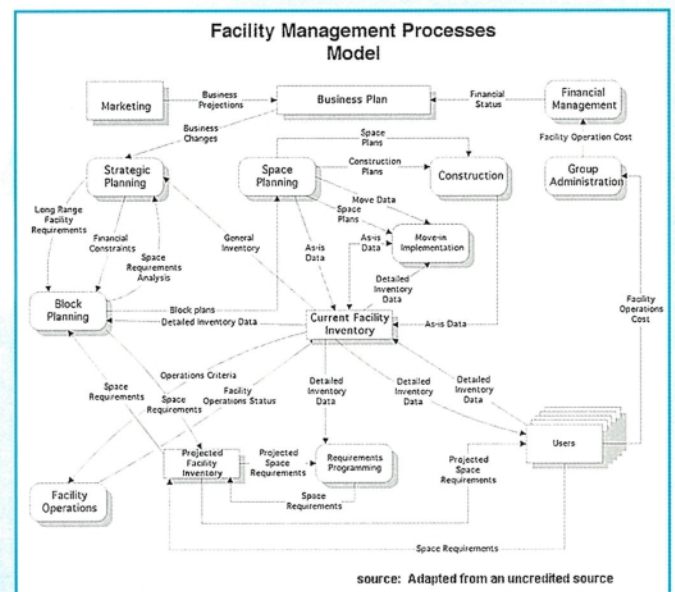 Facility Management Processes
Model
Marketing
Business
Projections
Business Plan
Financial
Status
Financial
Management
Business
Changes
Space
Plans
Facility Operation Cost
Strategic
Planning
Space
Planning
Construction
Plans
Construction
Group
Administration
Move Data
Space
Plans
Long Range
Facility
Requirements
Financial
Constraints
Space
Requirements
Analysis
General
Inventory
As-is
Data
As-is
Data
Move-in
Implementation
Detailed
Inventory
Data
Facility
Operations
Cost
Block
Planning
Block plans
Detailed Inventory Data
Current Facility
Inventory
As-is Data
Operations Criteria
Facility
Operations Status
Space
Requirements
Space
Requirements
Detailed
Inventory
Data
Detailed
Inventory
Data
Detailed
Inventory
Data
Users
Projected
Facility
Inventory
Projected
Space
Requirements
Requirements
Programming
Projected
Space
Requirements
Space
Requirements
Facility
Operations
Space Requirements
source: Adapted from an uncredited source